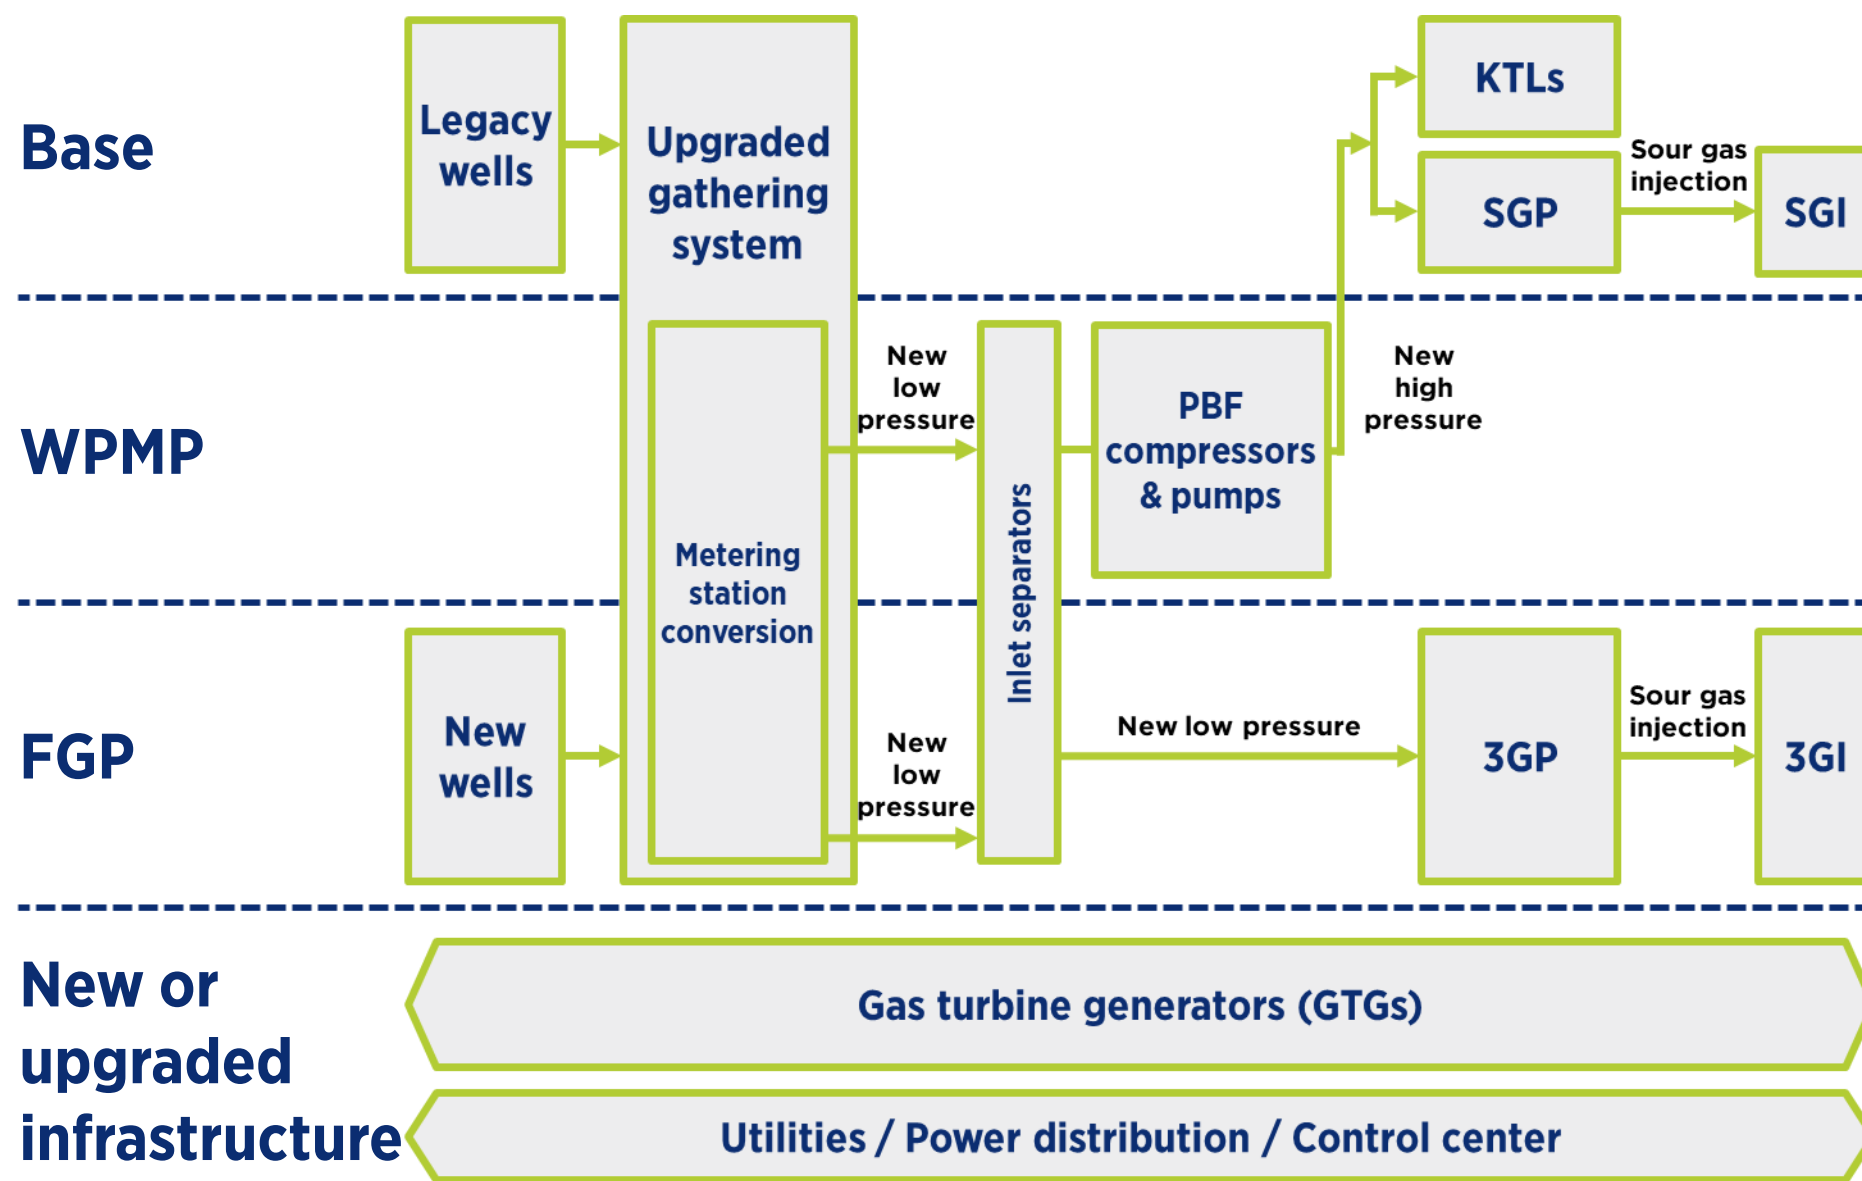 Base
Legacy
wells
Upgraded
gathering
system
KTLs
SGP
Sour gas
injection
SGI
WPMP
Metering
station
conversion
New
low
pressure
Inlet separators
PBF
compressors
& pumps
New
high
pressure
FGP
New
wells
New
low
pressure
New low pressure
3GP
Sour gas
injection
3GI
New or
upgraded
infrastructure
Gas turbine generators (GTGs)
Utilities / Power distribution / Control center